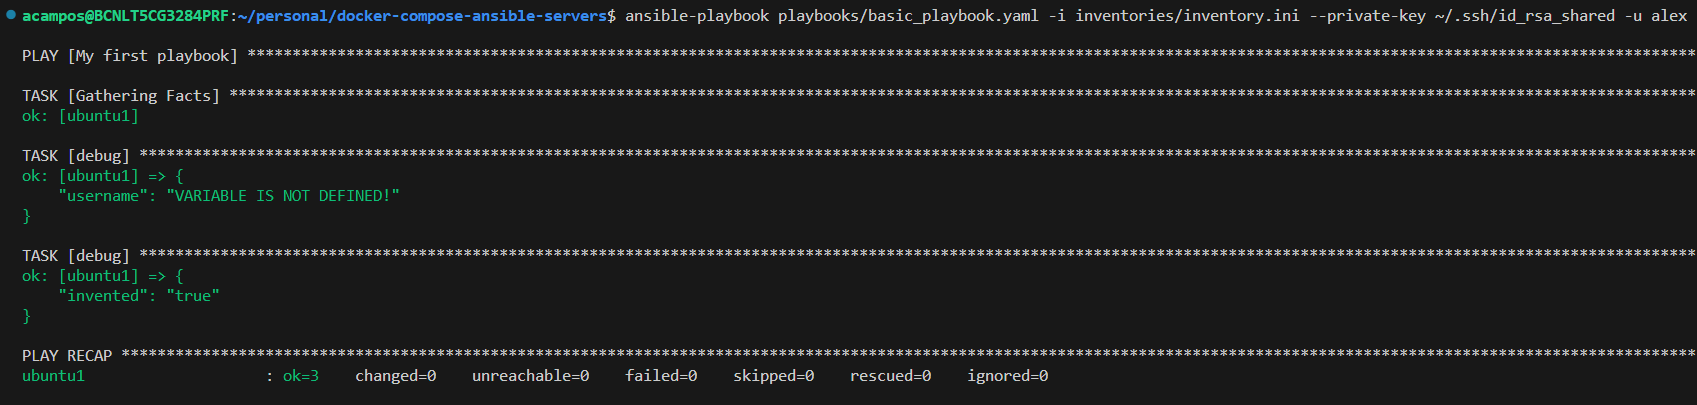 acampos@BCNLT5CG3284PRF:~/personal/docker-compose-ansible-servers$ ansible-playbook playbooks/basic_playbook.yaml -i inventories/inventory.ini --private-key ~/.ssh/id_rsa_shared -u alex
PLAY [My first playbook] ****************************************************************************************************************************************************************
TASK [Gathering Facts] ******************************************************************************************************************************************************************
ok: [ubuntu1]
TASK [debug] ****************************************************************************************************************************************************************************
ok: [ubuntu1] => {
    "username": "VARIABLE IS NOT DEFINED!"
}
TASK [debug] ****************************************************************************************************************************************************************************
ok: [ubuntu1] => {
    "invented": "true"
}
PLAY RECAP ******************************************************************************************************************************************************************************
ubuntu1                    : ok=3    changed=0    unreachable=0    failed=0    skipped=0    rescued=0    ignored=0